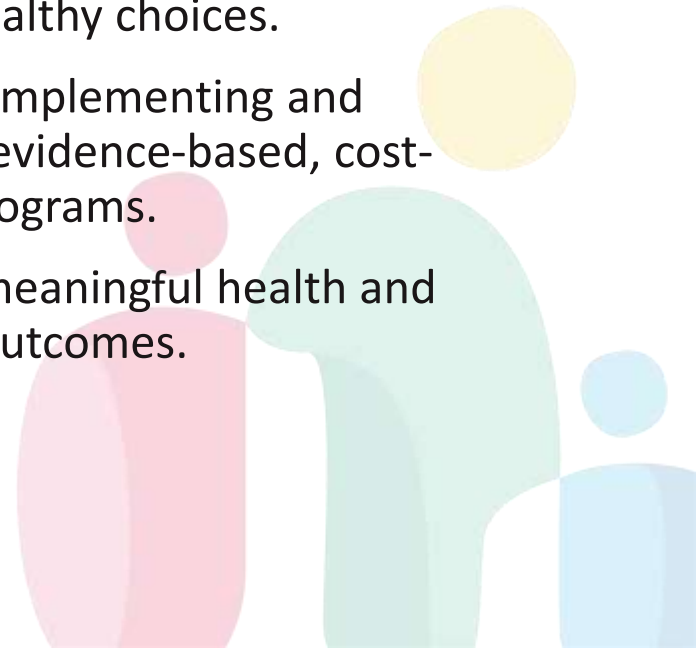 althy choices.
mplementing and
evidence-based, cost-
ograms.
neaningful health and
utcomes.